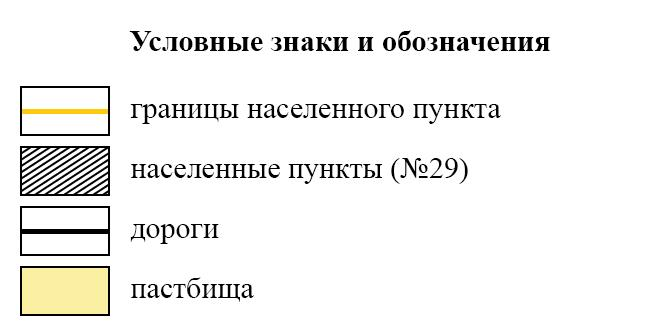 Условные знаки и обозначения
границы населенного пункта
населенные пункты (№29)
дороги
пастбища